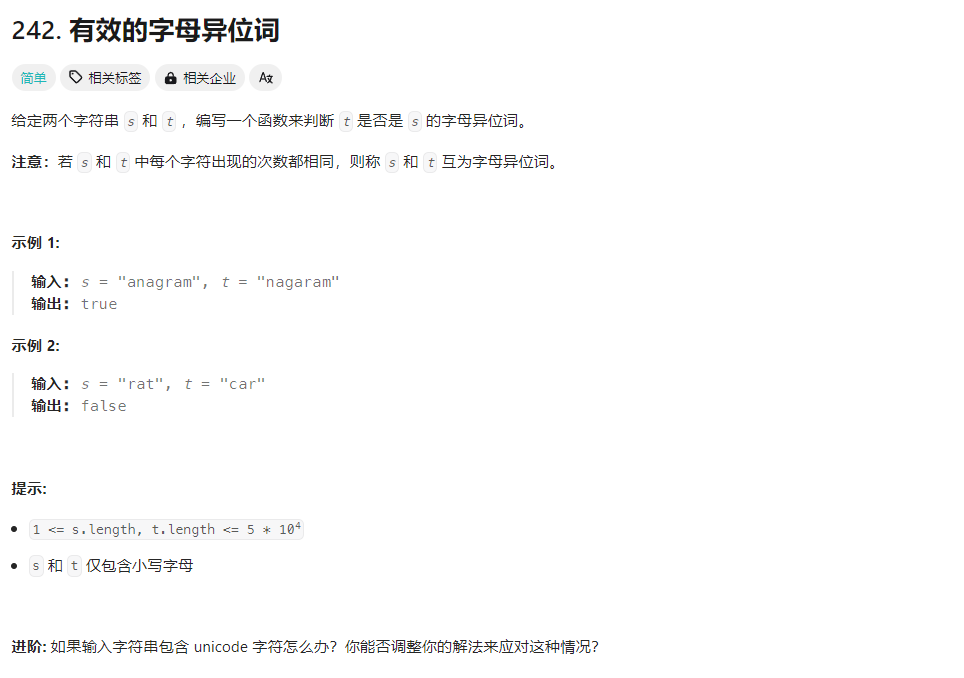 242. 有效的字母异位词
简单 相关标签 相关企业 A文
给定两个字符串 s 和 t ，编写一个函数来判断 t 是否是 s 的字母异位词。
注意：若 s 和 t 中每个字符出现的次数都相同，则称 s 和 t 互为字母异位词。
示例 1:
输入: s = "anagram", t = "nagaram"
输出: true
示例 2:
输入: s = "rat", t = "car"
输出: false
提示:
• 1 <= s.length, t.length <= 5 * 10⁴
• s 和 t 仅包含小写字母
进阶: 如果输入字符串包含 unicode 字符怎么办？你能否调整你的解法来应对这种情况？